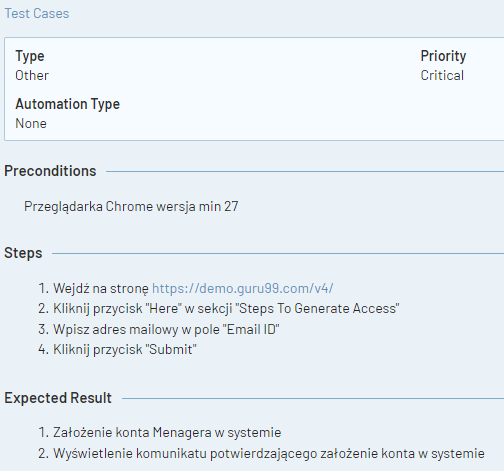 Test Cases
Type Priority
Other Critical
Automation Type
None
Preconditions
Przeglądarka Chrome wersja min 27
Steps
1. Wejdź na stronę https://demo.guru99.com/v4/
2. Kliknij przycisk "Here" w sekcji "Steps To Generate Access"
3. Wpisz adres mailowy w pole "Email ID"
4. Kliknij przycisk "Submit"
Expected Result
1. Założenie konta Menagera w systemie
2. Wyświetlenie komunikatu potwierdzającego założenie konta w systemie